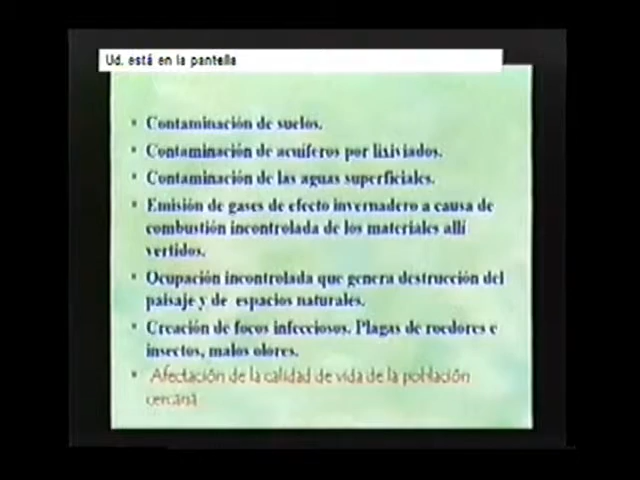 Ud. está en la pantella
• Contaminación de suelos.
• Contaminación de acuíferos por lixiviados.
• Contaminación de las aguas superficiales.
• Emisión de gases de efecto invernadero a causa de
combustión incontrolada de los materiales allí
vertidos.
• Ocupación incontrolada que genera destrucción del
paisaje y de espacios naturales.
• Creación de focos infecciosos. Plagas de roedores e
insectos, malos olores.
• Afectación de la calidad de vida de la población
cercana